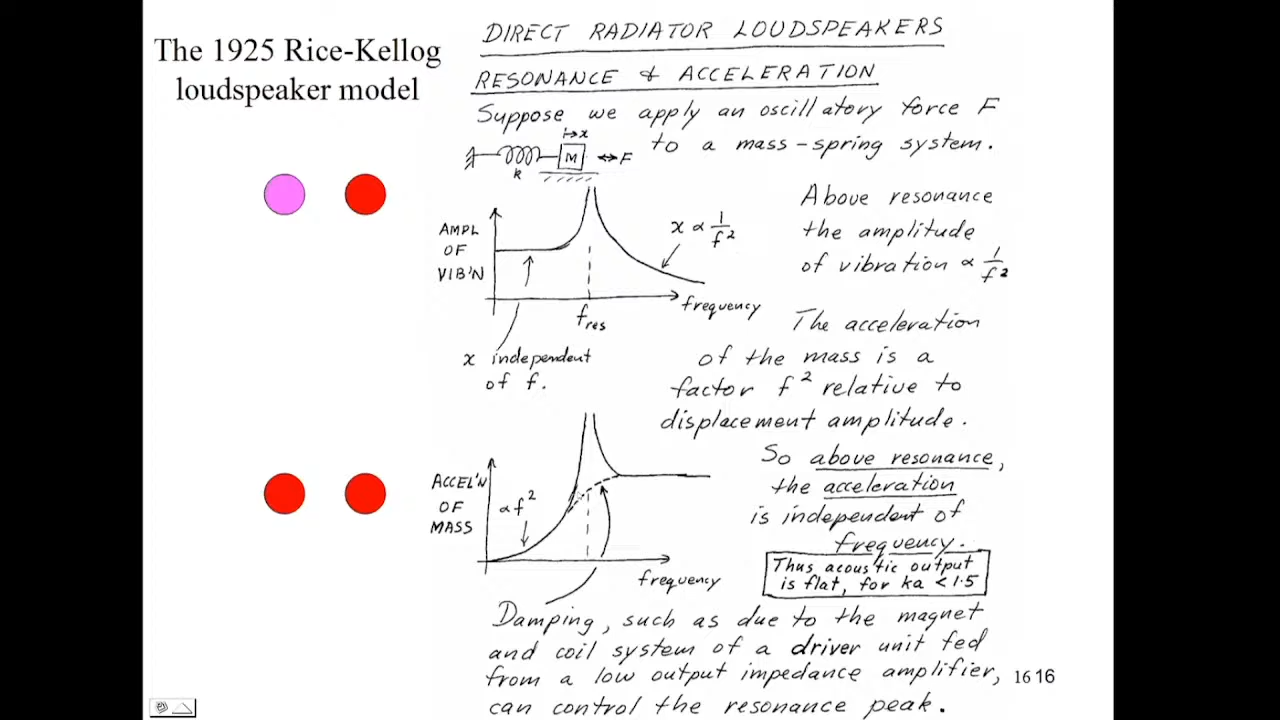 The 1925 Rice-Kellog
loudspeaker model
DIRECT RADIATOR LOUDSPEAKERS
RESONANCE & ACCELERATION
Suppose we apply an oscillatory force F
to a mass-spring system.
x
M
F
k
Above resonance
the amplitude
of vibration ∝ 1/f²
AMPL
OF
VIB'N
x ∝ 1/f²
frequency
fres
x independent
of f.
The acceleration
of the mass is a
factor f² relative to
displacement amplitude.
So above resonance,
the acceleration
is independent of
frequency.
ACCEL'N
OF
MASS
∝ f²
frequency
Thus acoustic output
is flat, for ka < 1.5
Damping, such as due to the magnet
and coil system of a driver unit fed
from a low output impedance amplifier,
can control the resonance peak.
16 16